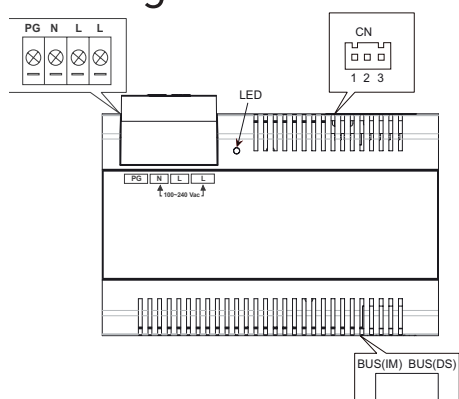 PG N L L
CN
1 2 3
LED
PG N L L
100~240 Vac
BUS(IM) BUS(DS)